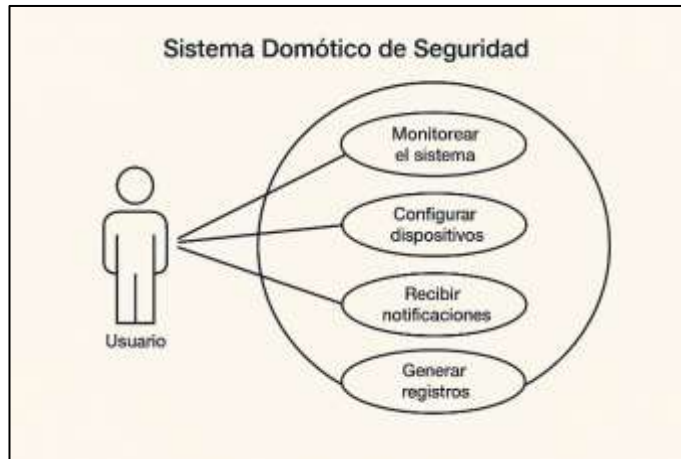 Sistema Domótico de Seguridad
Monitorear
el sistema
Configurar
dispositivos
Recibir
notificaciones
Generar
registros
Usuario